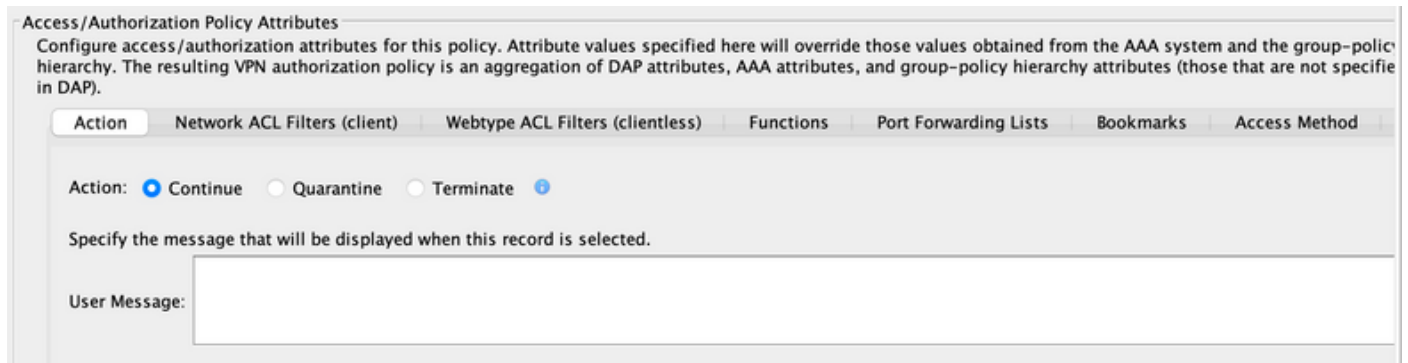 Access/Authorization Policy Attributes
Configure access/authorization attributes for this policy. Attribute values specified here will override those values obtained from the AAA system and the group-policy
hierarchy. The resulting VPN authorization policy is an aggregation of DAP attributes, AAA attributes, and group-policy hierarchy attributes (those that are not specifie
in DAP).
Action Network ACL Filters (client) Webtype ACL Filters (clientless) Functions Port Forwarding Lists Bookmarks Access Method
Action: Continue Quarantine Terminate
Specify the message that will be displayed when this record is selected.
User Message: